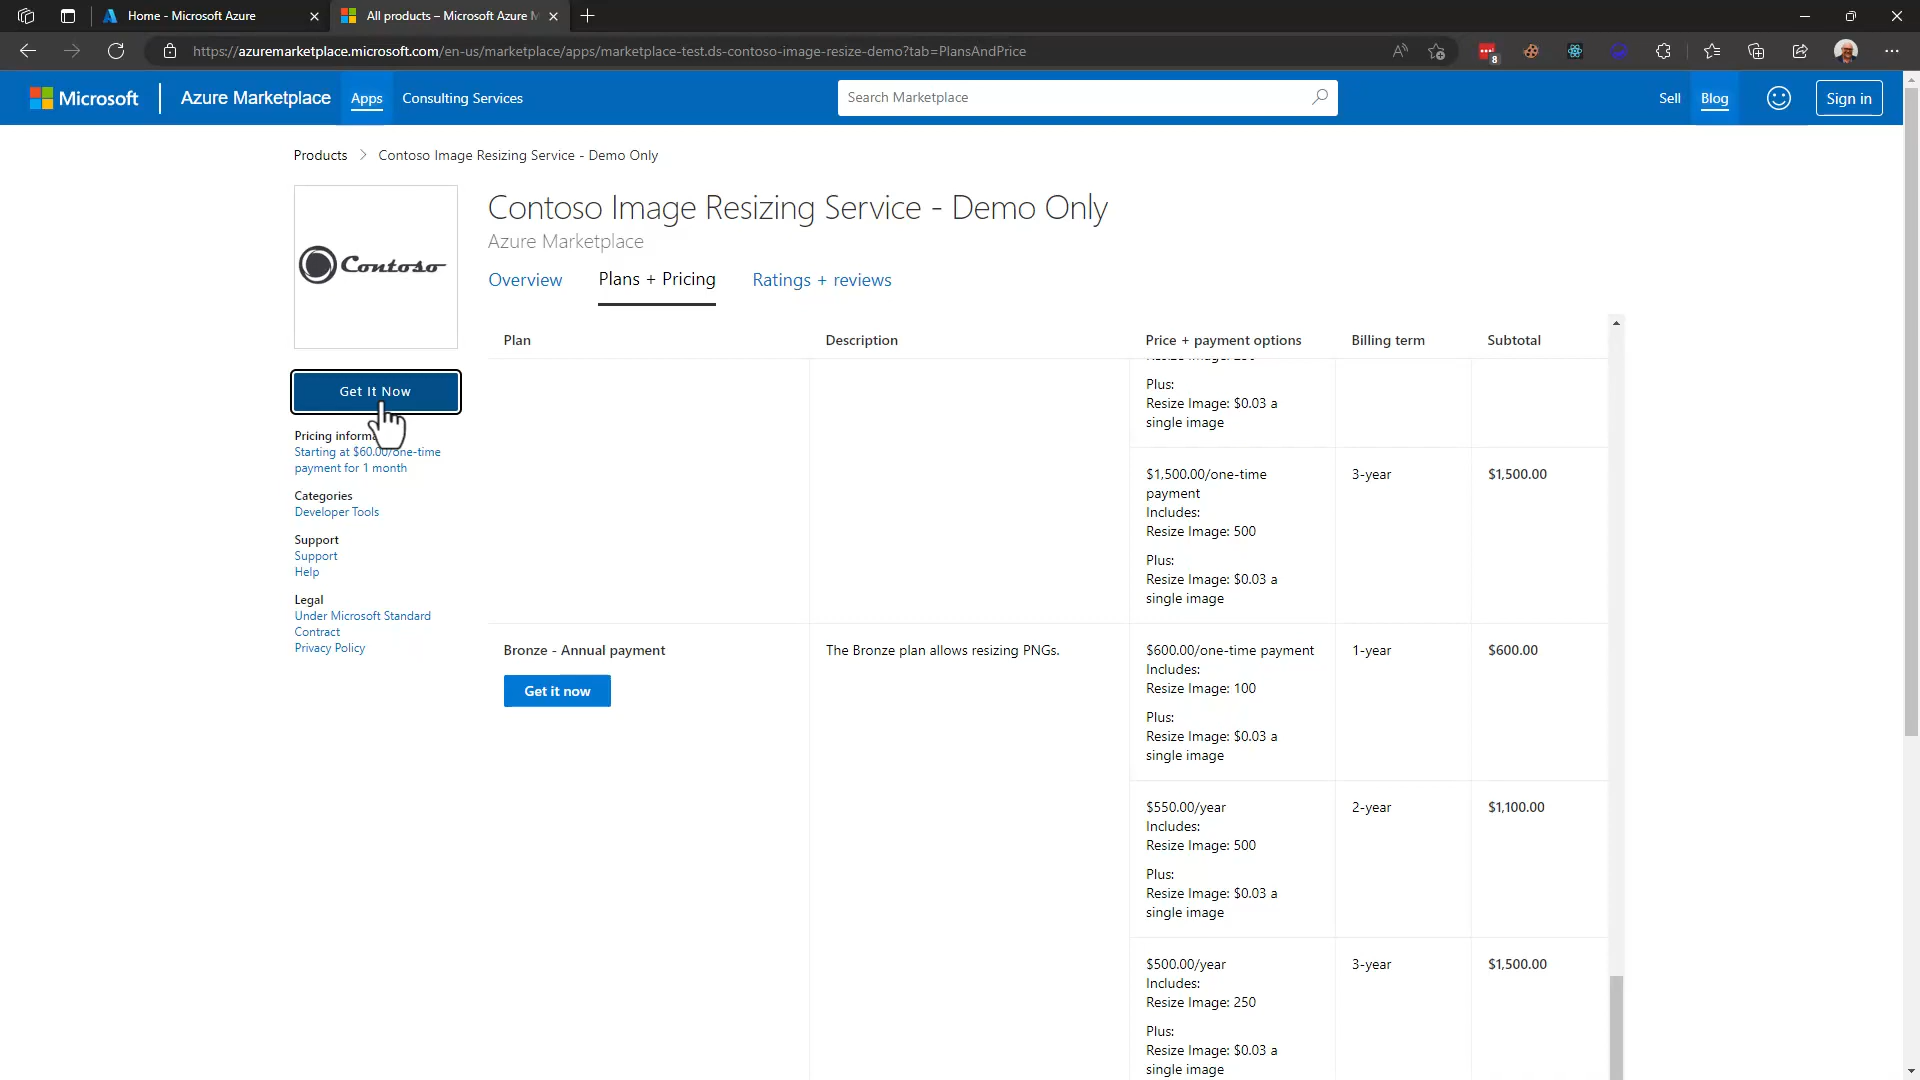 Home - Microsoft Azure
All products – Microsoft Azure M
https://azuremarketplace.microsoft.com/en-us/marketplace/apps/marketplace-test.ds-contoso-image-resize-demo?tab=PlansAndPrice
8
Microsoft
Azure Marketplace
Apps
Consulting Services
Search Marketplace
Sell
Blog
Sign in
Products > Contoso Image Resizing Service - Demo Only
Contoso
Contoso Image Resizing Service - Demo Only
Azure Marketplace
Overview
Plans + Pricing
Ratings + reviews
Get It Now
Pricing informa
Starting at $60.00/one-time
payment for 1 month
Categories
Developer Tools
Support
Support
Help
Legal
Under Microsoft Standard
Contract
Privacy Policy
Plan
Description
Price + payment options
Billing term
Subtotal
Plus:
Resize Image: $0.03 a
single image
$1,500.00/one-time
payment
Includes:
Resize Image: 500
Plus:
Resize Image: $0.03 a
single image
3-year
$1,500.00
Bronze - Annual payment
Get it now
The Bronze plan allows resizing PNGs.
$600.00/one-time payment
Includes:
Resize Image: 100
Plus:
Resize Image: $0.03 a
single image
1-year
$600.00
$550.00/year
Includes:
Resize Image: 500
Plus:
Resize Image: $0.03 a
single image
2-year
$1,100.00
$500.00/year
Includes:
Resize Image: 250
Plus:
Resize Image: $0.03 a
single image
3-year
$1,500.00